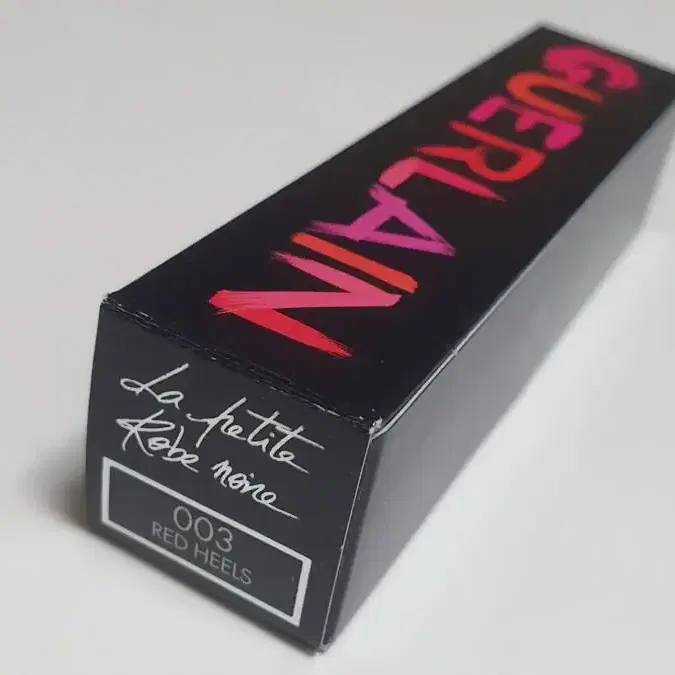 GUERLAIN
La petite
Robe noire
003
RED HEELS